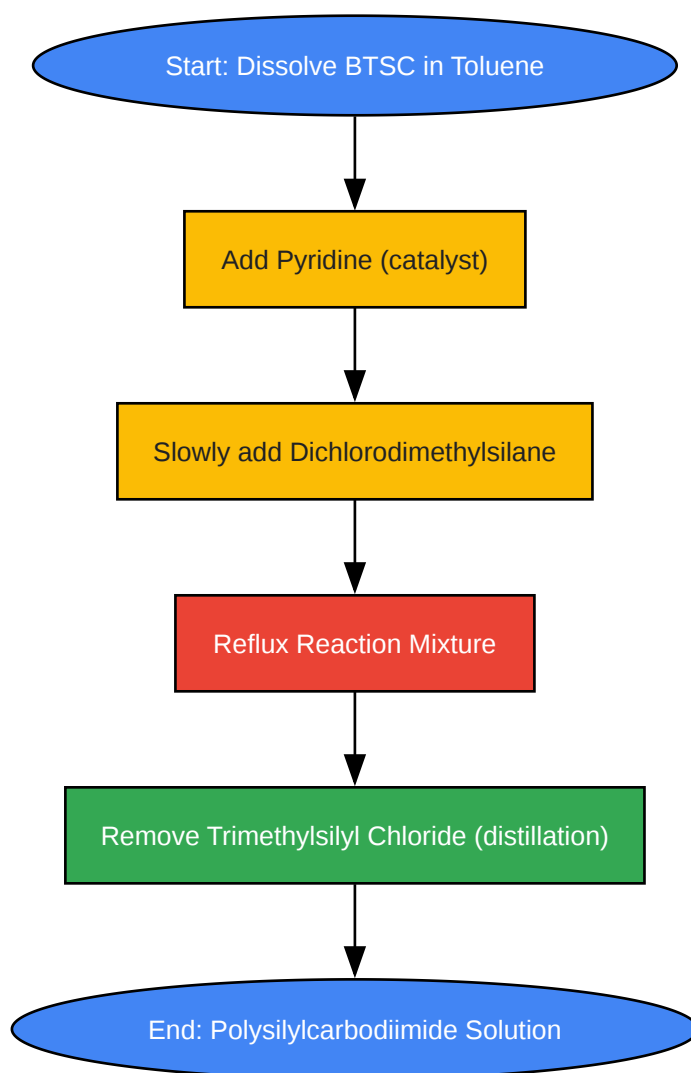 Start: Dissolve BTSC in Toluene
Add Pyridine (catalyst)
Slowly add Dichlorodimethylsilane
Reflux Reaction Mixture
Remove Trimethylsilyl Chloride (distillation)
End: Polysilylcarbodiimide Solution